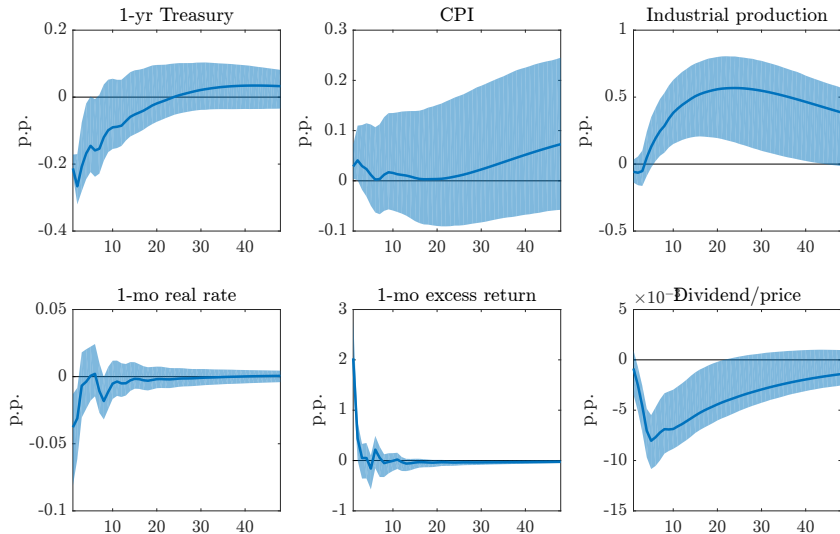 1-yr Treasury
CPI
Industrial production
p.p.
0.2
0
-0.2
-0.4
10 20 30 40
0.3
0.2
0.1
0
-0.1
10 20 30 40
p.p.
1
0.5
0
-0.5
10 20 30 40
1-mo real rate
1-mo excess return
Dividend/price
p.p.
0.05
0
-0.05
-0.1
10 20 30 40
p.p.
3
2
1
0
-1
10 20 30 40
p.p.
×10
5
0
-5
-10
-15
10 20 30 40
p.p.